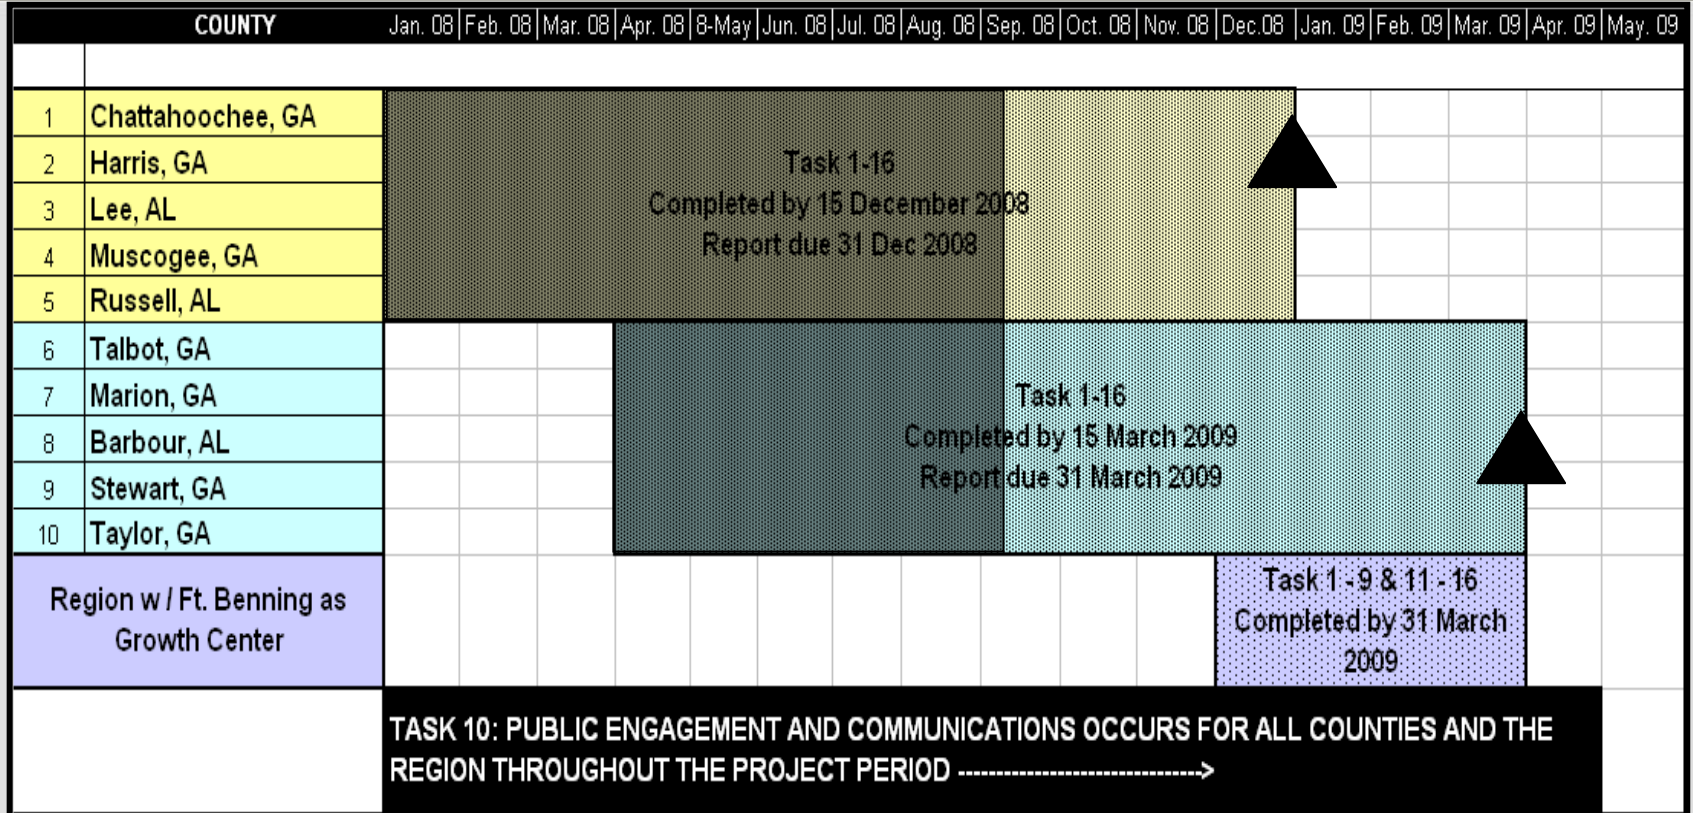 COUNTY Jan. 08 Feb. 08 Mar. 08 Apr. 08 8-May Jun. 08 Jul. 08 Aug. 08 Sep. 08 Oct. 08 Nov. 08 Dec.08 Jan. 09 Feb. 09 Mar. 09 Apr. 09 May. 09
1 Chattahoochee, GA
2 Harris, GA
3 Lee, AL
4 Muscogee, GA
5 Russell, AL
Task 1-16
Completed by 15 December 2008
Report due 31 Dec 2008
6 Talbot, GA
7 Marion, GA
8 Barbour, AL
9 Stewart, GA
10 Taylor, GA
Task 1-16
Completed by 15 March 2009
Report due 31 March 2009
Region w / Ft. Benning as
Growth Center
Task 1 - 9 & 11 - 16
Completed by 31 March
2009
TASK 10: PUBLIC ENGAGEMENT AND COMMUNICATIONS OCCURS FOR ALL COUNTIES AND THE
REGION THROUGHOUT THE PROJECT PERIOD -------------------------------->